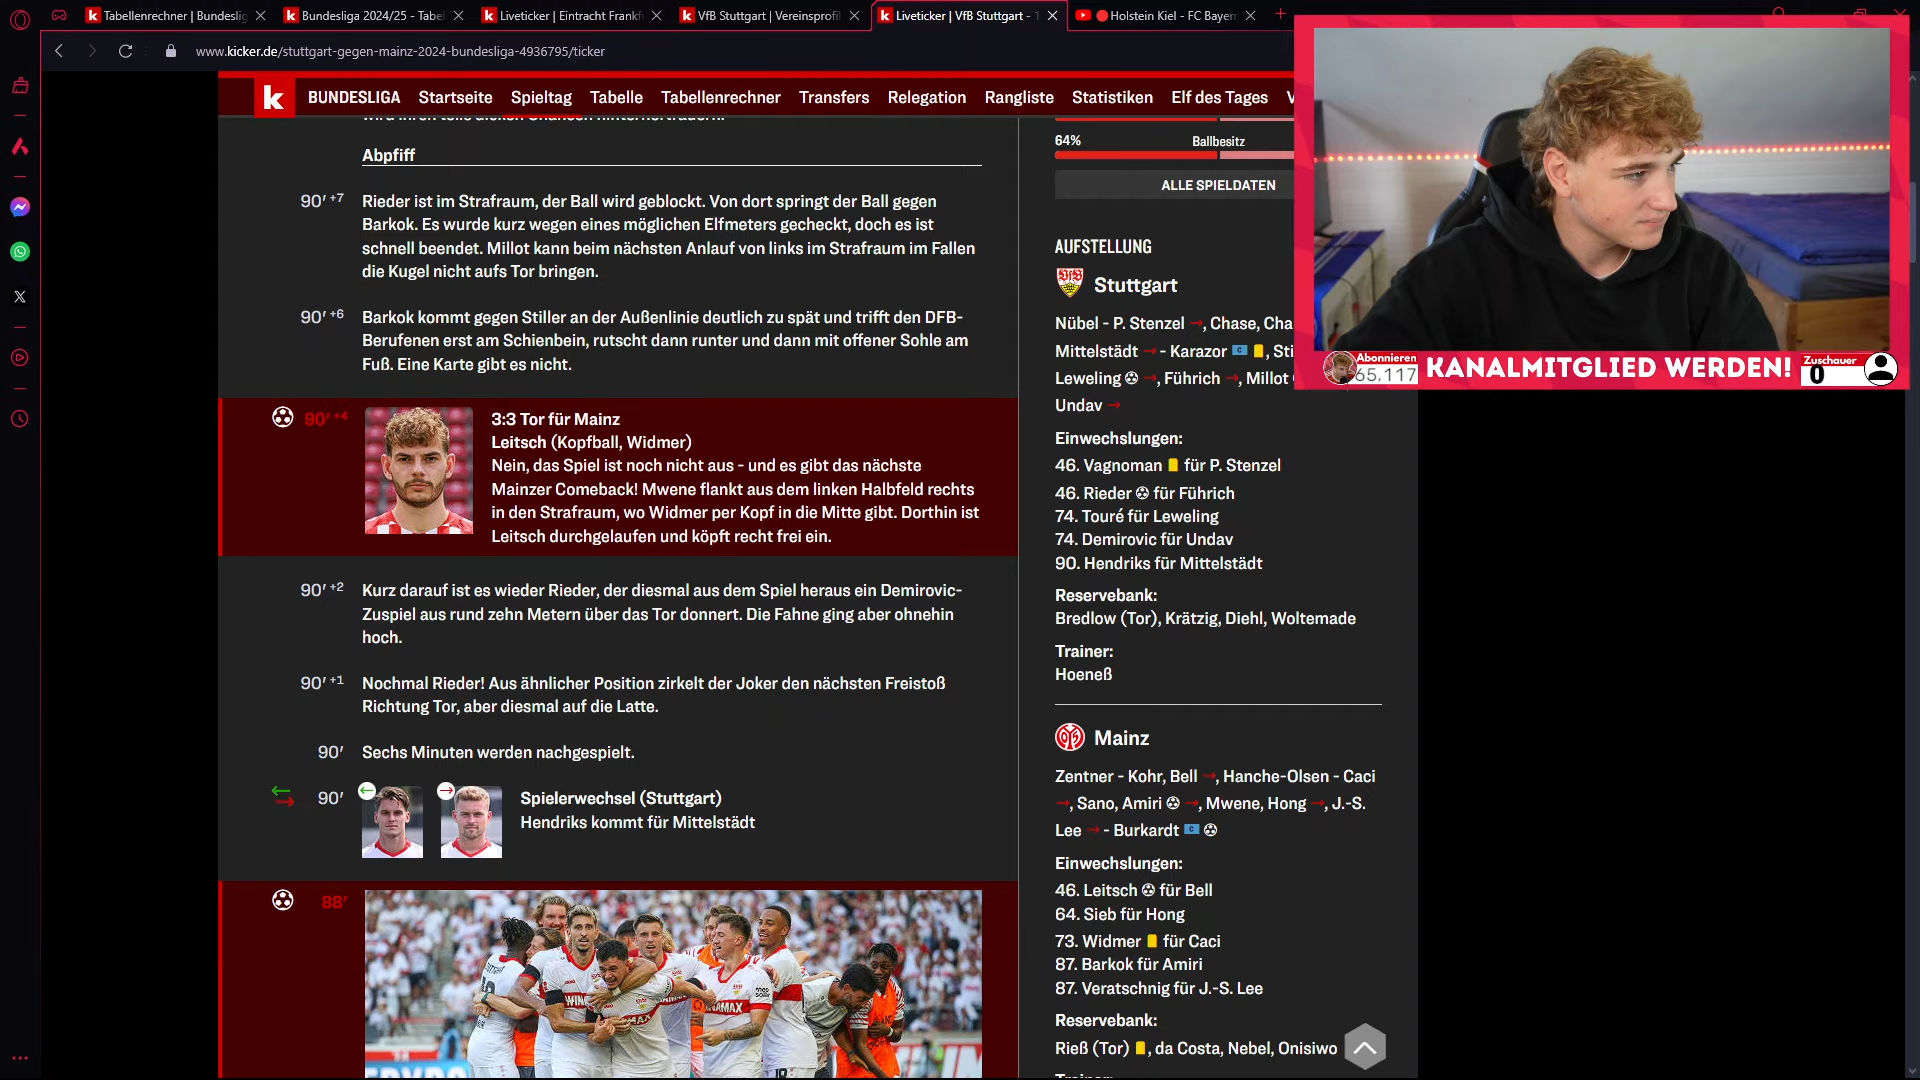 Tabellenrechner | Bundeslig
Bundesliga 2024/25 - Tabe
Liveticker | Eintracht Frankf
VfB Stuttgart | Vereinsprofil
Liveticker | VfB Stuttgart - 1
Holstein Kiel - FC Bayern
www.kicker.de/stuttgart-gegen-mainz-2024-bundesliga-4936795/ticker
k BUNDESLIGA Startseite Spieltag Tabelle Tabellenrechner Transfers Relegation Rangliste Statistiken Elf des Tages V
Abpfiff
90' +7 Rieder ist im Strafraum, der Ball wird geblockt. Von dort springt der Ball gegen
Barkok. Es wurde kurz wegen eines möglichen Elfmeters gecheckt, doch es ist
schnell beendet. Millot kann beim nächsten Anlauf von links im Strafraum im Fallen
die Kugel nicht aufs Tor bringen.
90' +6 Barkok kommt gegen Stiller an der Außenlinie deutlich zu spät und trifft den DFB-
Berufenen erst am Schienbein, rutscht dann runter und dann mit offener Sohle am
Fuß. Eine Karte gibt es nicht.
90' +4 3:3 Tor für Mainz
Leitsch (Kopfball, Widmer)
Nein, das Spiel ist noch nicht aus - und es gibt das nächste
Mainzer Comeback! Mwene flankt aus dem linken Halbfeld rechts
in den Strafraum, wo Widmer per Kopf in die Mitte gibt. Dorthin ist
Leitsch durchgelaufen und köpft recht frei ein.
90' +2 Kurz darauf ist es wieder Rieder, der diesmal aus dem Spiel heraus ein Demirovic-
Zuspiel aus rund zehn Metern über das Tor donnert. Die Fahne ging aber ohnehin
hoch.
90' +1 Nochmal Rieder! Aus ähnlicher Position zirkelt der Joker den nächsten Freistoß
Richtung Tor, aber diesmal auf die Latte.
90' Sechs Minuten werden nachgespielt.
90' Spielerwechsel (Stuttgart)
Hendriks kommt für Mittelstädt
88'
64% Ballbesitz
ALLE SPIELDATEN
AUFSTELLUNG
Stuttgart
Nübel - P. Stenzel, Chase, Cha
Mittelstädt - Karazor, Sti
Leweling, Führich, Millot
Undav
Einwechslungen:
46. Vagnoman für P. Stenzel
46. Rieder für Führich
74. Touré für Leweling
74. Demirovic für Undav
90. Hendriks für Mittelstädt
Reservebank:
Bredlow (Tor), Krätzig, Diehl, Woltemade
Trainer:
Hoeneß
Mainz
Zentner - Kohr, Bell, Hanche-Olsen - Caci
, Sano, Amiri, Mwene, Hong, J.-S.
Lee - Burkardt
Einwechslungen:
46. Leitsch für Bell
64. Sieb für Hong
73. Widmer für Caci
87. Barkok für Amiri
87. Veratschnig für J.-S. Lee
Reservebank:
Rieß (Tor), da Costa, Nebel, Onisiwo
Abonnieren
65,117
KANALMITGLIED WERDEN!
Zuschauer
0